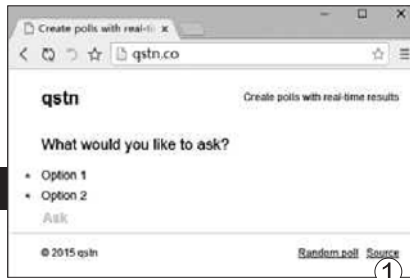 Create polls with real-ti
qstn.co
qstn
Create polls with real-time results
What would you like to ask?
Option 1
Option 2
Ask
© 2015 qstn
Random poll Source
①